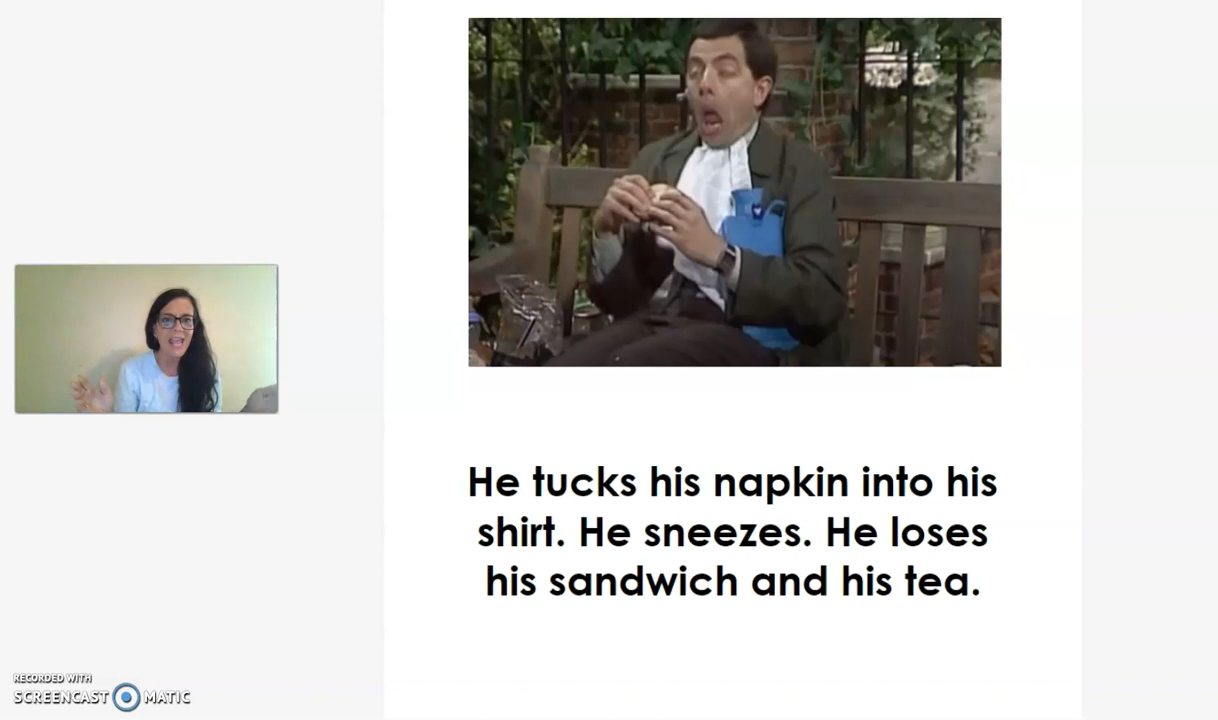 He tucks his napkin into his
shirt. He sneezes. He loses
his sandwich and his tea.
RECORDED WITH
SCREENCAST MATIC